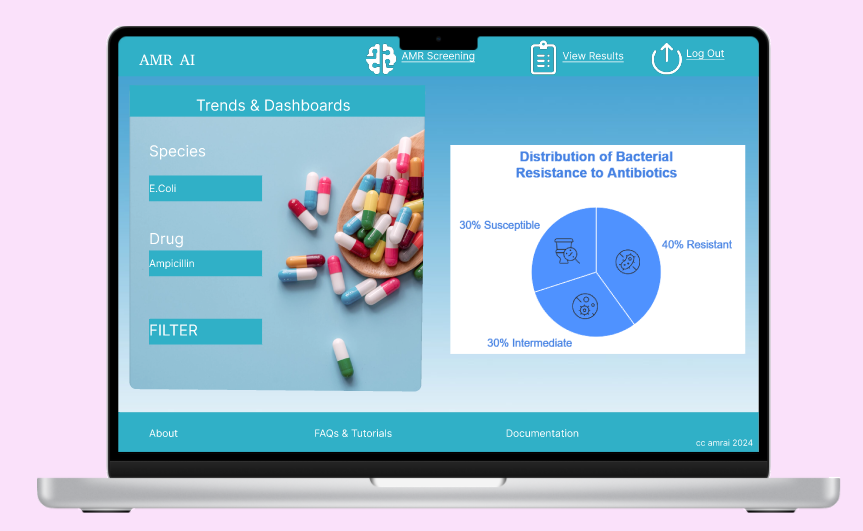 AMR AI
AMR Screening
View Results
Log Out
Trends & Dashboards
Species
E.Coli
Drug
Ampicillin
FILTER
Distribution of Bacterial
Resistance to Antibiotics
30% Susceptible
40% Resistant
30% Intermediate
About
FAQs & Tutorials
Documentation
cc amrai 2024